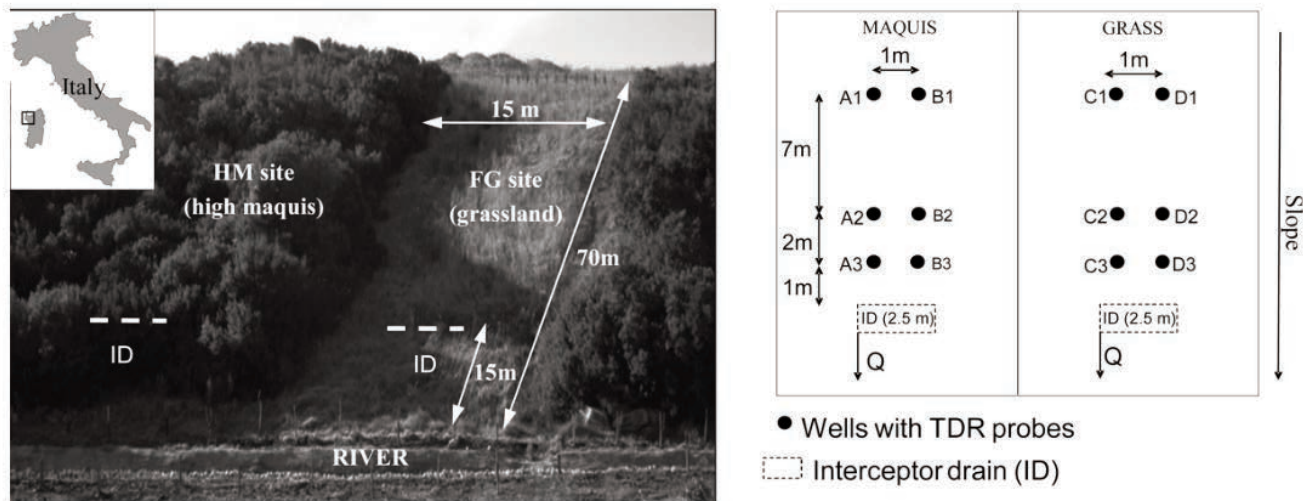 Italy
15 m
HM site
(high maquis)
FG site
(grassland)
70m
ID
ID
15m
RIVER
MAQUIS
GRASS
1m
1m
A1
B1
C1
D1
7m
A2
B2
C2
D2
2m
A3
B3
C3
D3
1m
ID (2.5 m)
ID (2.5 m)
Q
Q
Slope
Wells with TDR probes
Interceptor drain (ID)